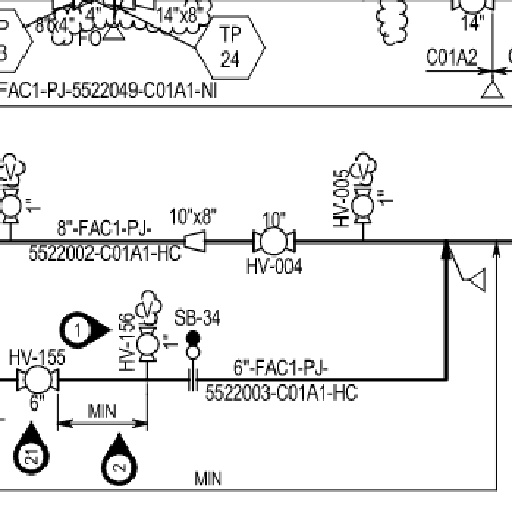 8"x4"
4"
14"x8"
FO
TP
24
14"
C01A2
FAC1-PJ-5522049-C01A1-NI
V
1"
8"-FAC1-PJ-
5522002-C01A1-HC
10"x8"
10"
HV-004
HV-005
V
1"
HV-155
6"
1
HV-156
V
1"
SB-34
6"-FAC1-PJ-
5522003-C01A1-HC
MIN
21
2
MIN